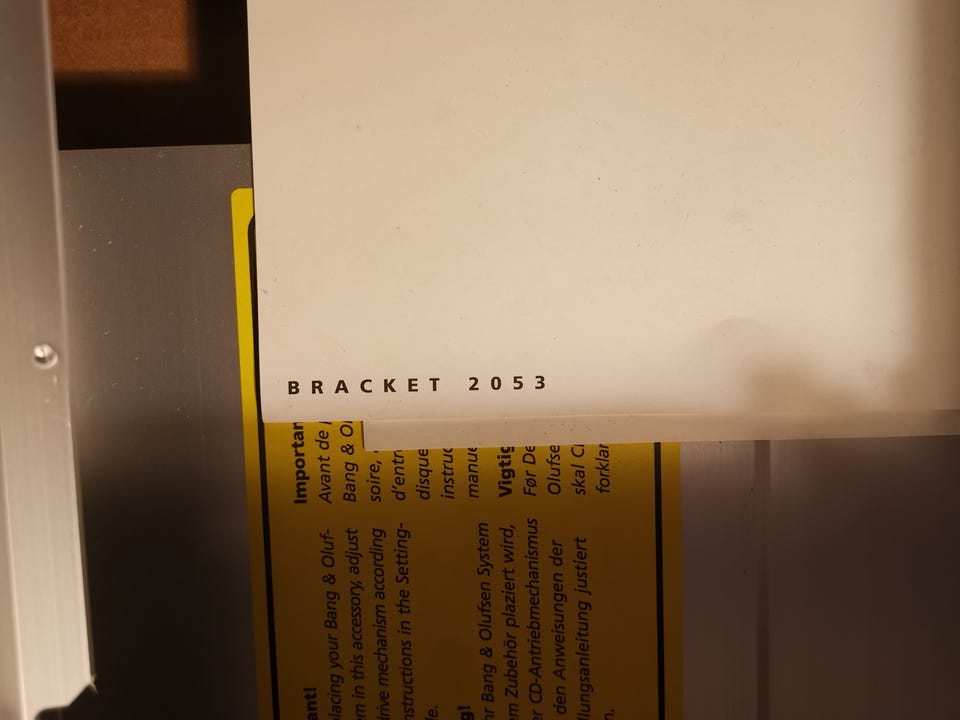 BRACKET 2053
ant!
lacing your Bang & Oluf-
m in this accessory, adjust
drive mechanism according
nstructions in the Setting-
g!
hr Bang & Olufsen System
em Zubehör plaziert wird,
er CD-Antriebmechanismus
den Anweisungen der
llungsanleitung justiert
n.
Importan
Avant de
Bang & Ol
soire,
d'entr
disque
instruc
manue
Vigtig
Før De
Olufse
skal C
forklar